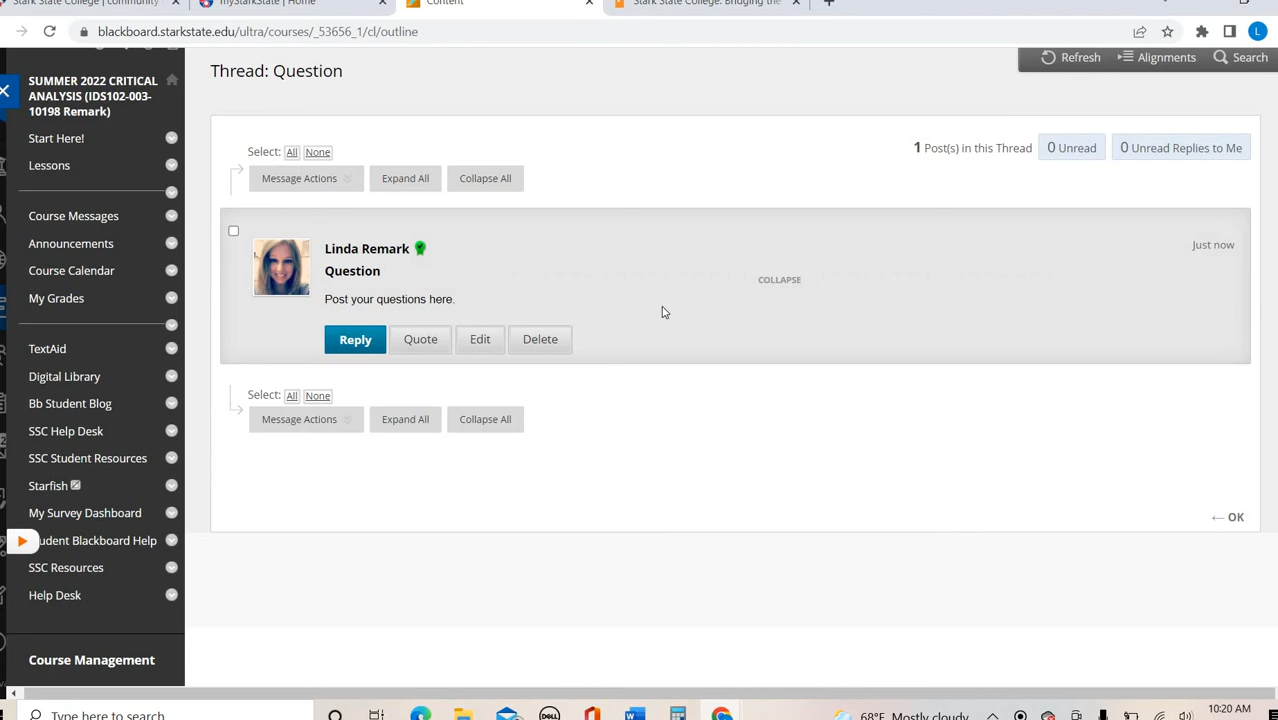 Stark State College | community
myStarkState | Home
Content
Stark State College: Bridging the
blackboard.starkstate.edu/ultra/courses/_53656_1/cl/outline
L
SUMMER 2022 CRITICAL
ANALYSIS (IDS102-003-
10198 Remark)
Start Here!
Lessons
Course Messages
Announcements
Course Calendar
My Grades
TextAid
Digital Library
Bb Student Blog
SSC Help Desk
SSC Student Resources
Starfish
My Survey Dashboard
udent Blackboard Help
SSC Resources
Help Desk
Course Management
Thread: Question
Refresh Alignments Search
Select: All None
1 Post(s) in this Thread 0 Unread 0 Unread Replies to Me
Message Actions Expand All Collapse All
Linda Remark
Just now
Question
COLLAPSE
Post your questions here.
Reply Quote Edit Delete
Select: All None
Message Actions Expand All Collapse All
← OK
Type here to search
DELL
68°F Mostly cloudy
10:20 AM